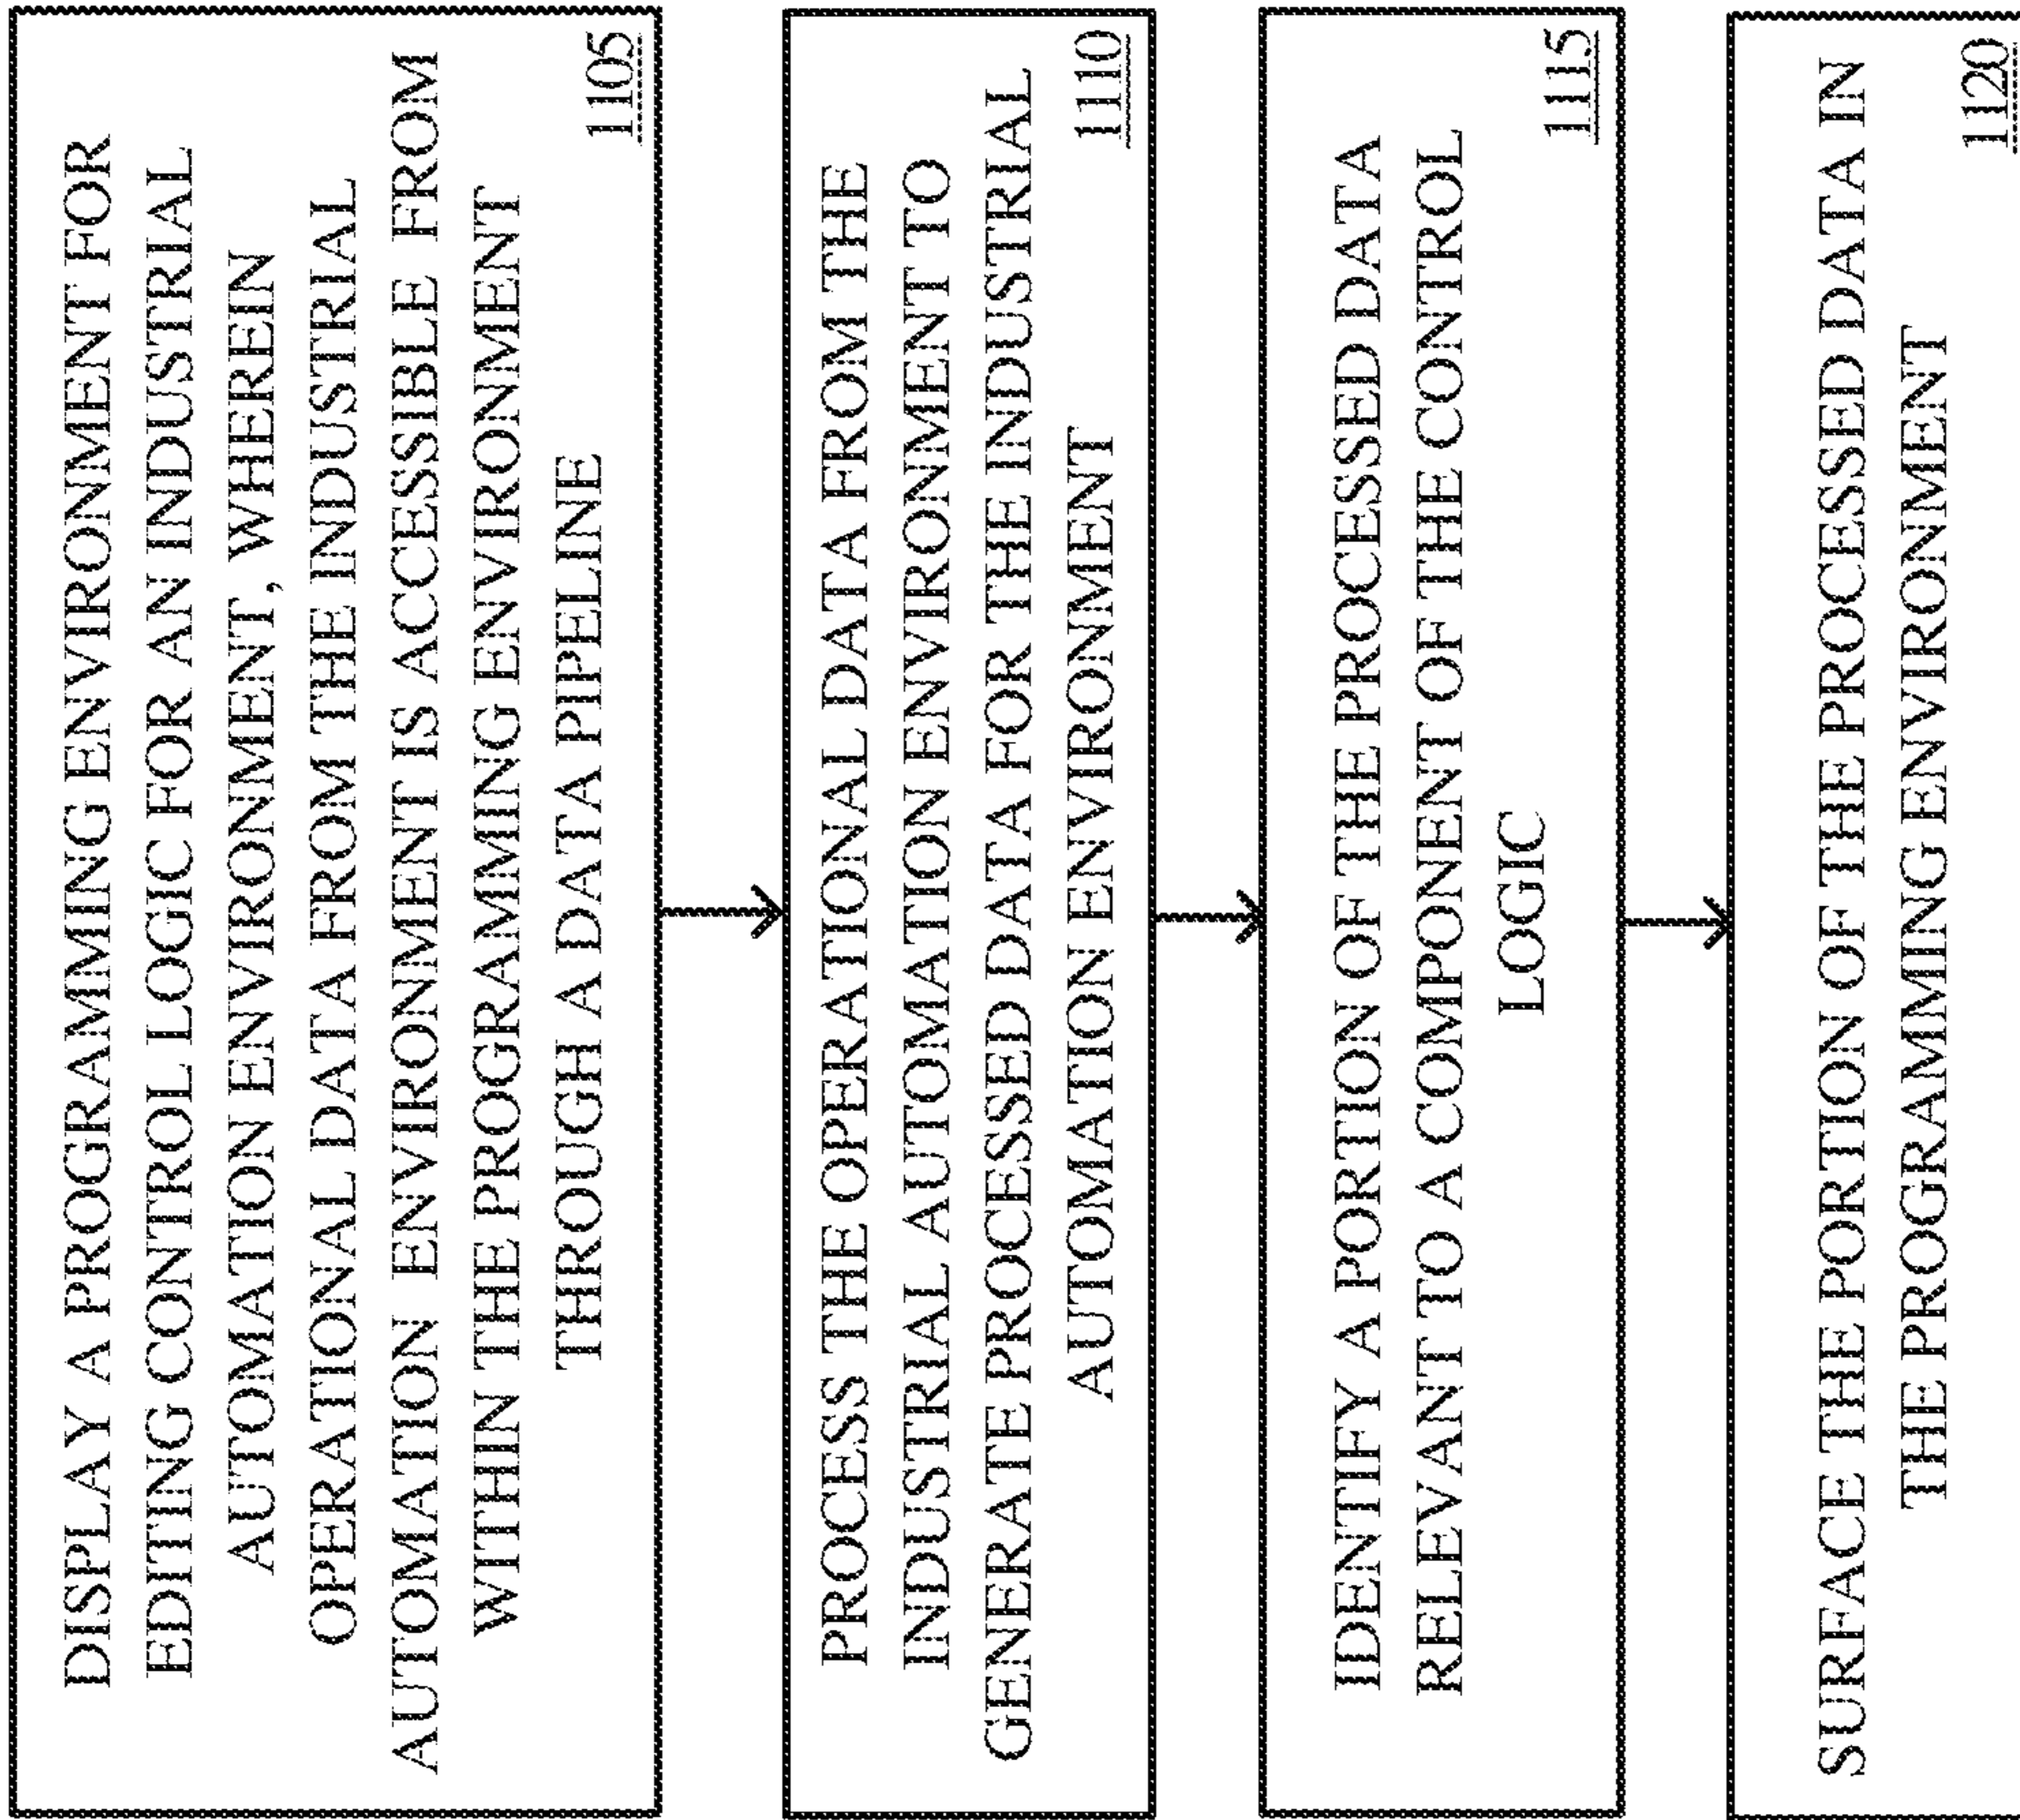 DISPLAY A PROGRAMMING ENVIRONMENT FOR
EDITING CONTROL LOGIC FOR AN INDUSTRIAL
AUTOMATION ENVIRONMENT, WHEREIN
OPERATIONAL DATA FROM THE INDUSTRIAL
AUTOMATION ENVIRONMENT IS ACCESSIBLE FROM
WITHIN THE PROGRAMMING ENVIRONMENT
THROUGH A DATA PIPELINE
1105
PROCESS THE OPERATIONAL DATA FROM THE
INDUSTRIAL AUTOMATION ENVIRONMENT TO
GENERATE PROCESSED DATA FOR THE INDUSTRIAL
AUTOMATION ENVIRONMENT
1110
IDENTIFY A PORTION OF THE PROCESSED DATA
RELEVANT TO A COMPONENT OF THE CONTROL
LOGIC
1115
SURFACE THE PORTION OF THE PROCESSED DATA IN
THE PROGRAMMING ENVIRONMENT
1120